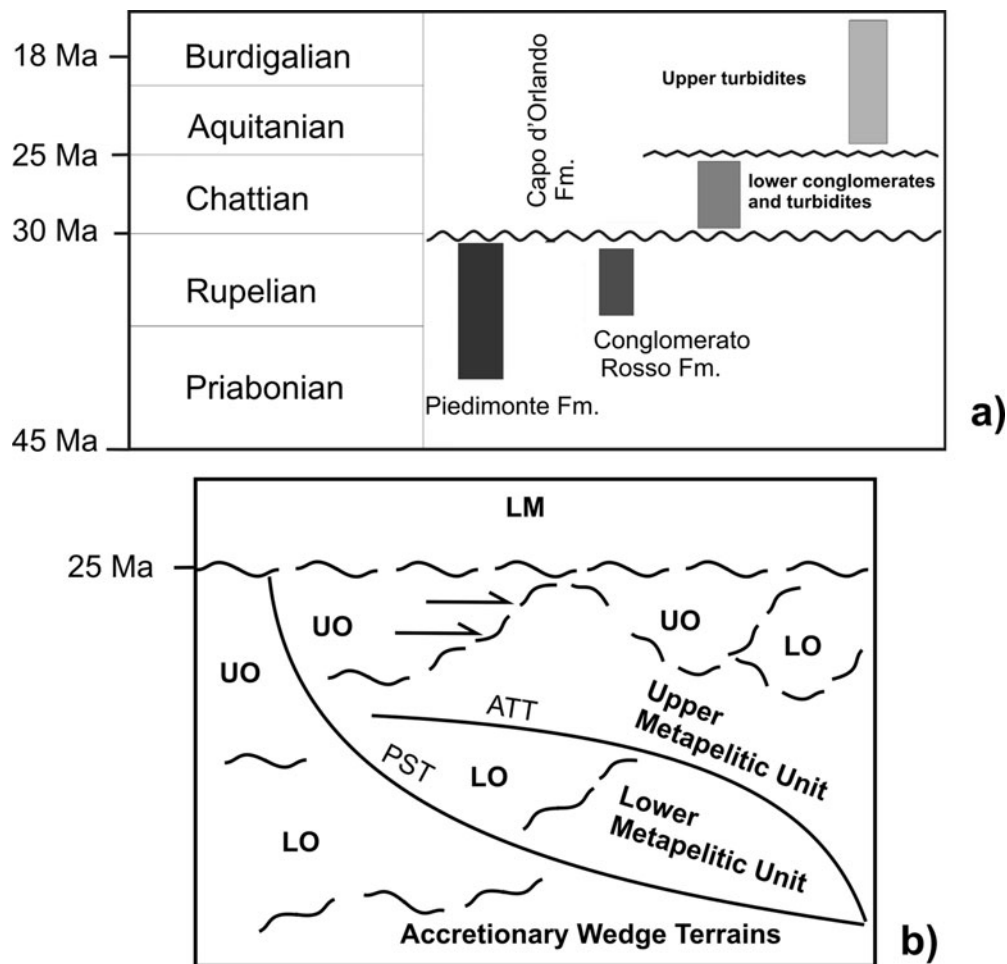 18 Ma
Burdigalian
Aquitanian
25 Ma
Chattian
30 Ma
Rupelian
Priabonian
45 Ma
Capo d'Orlando
Fm.
Upper turbidites
lower conglomerates
and turbidites
Conglomerato
Rosso Fm.
Piedimonte Fm.
a)
LM
25 Ma
UO
UO
LO
UO
ATT
Upper
Metapelitic Unit
PST
LO
Lower
Metapelitic Unit
LO
Accretionary Wedge Terrains
b)